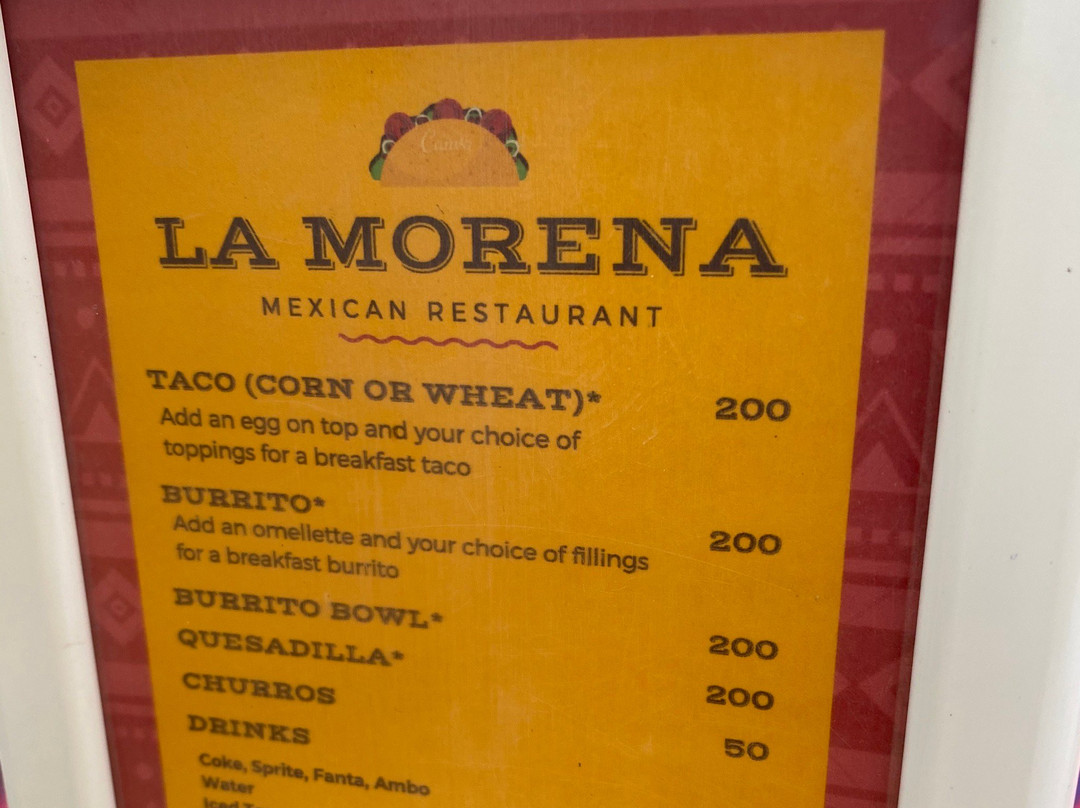 Canva
LA MORENA
MEXICAN RESTAURANT
TACO (CORN OR WHEAT)* 200
Add an egg on top and your choice of
toppings for a breakfast taco
BURRITO*
Add an omellette and your choice of fillings 200
for a breakfast burrito
BURRITO BOWL* 200
QUESADILLA* 200
CHURROS 50
DRINKS
Coke, Sprite, Fanta, Ambo
Water
Iced